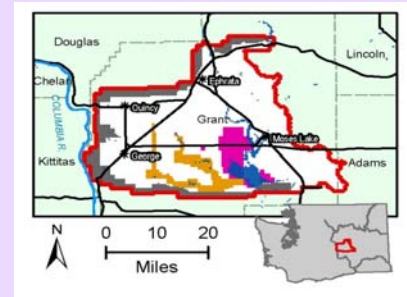 Douglas
Lincoln
Ephrata
Chelan
Quincy
COLUMBIA R.
Grant
Moses Lake
Kittitas
George
Adams
N
0 10 20
Miles